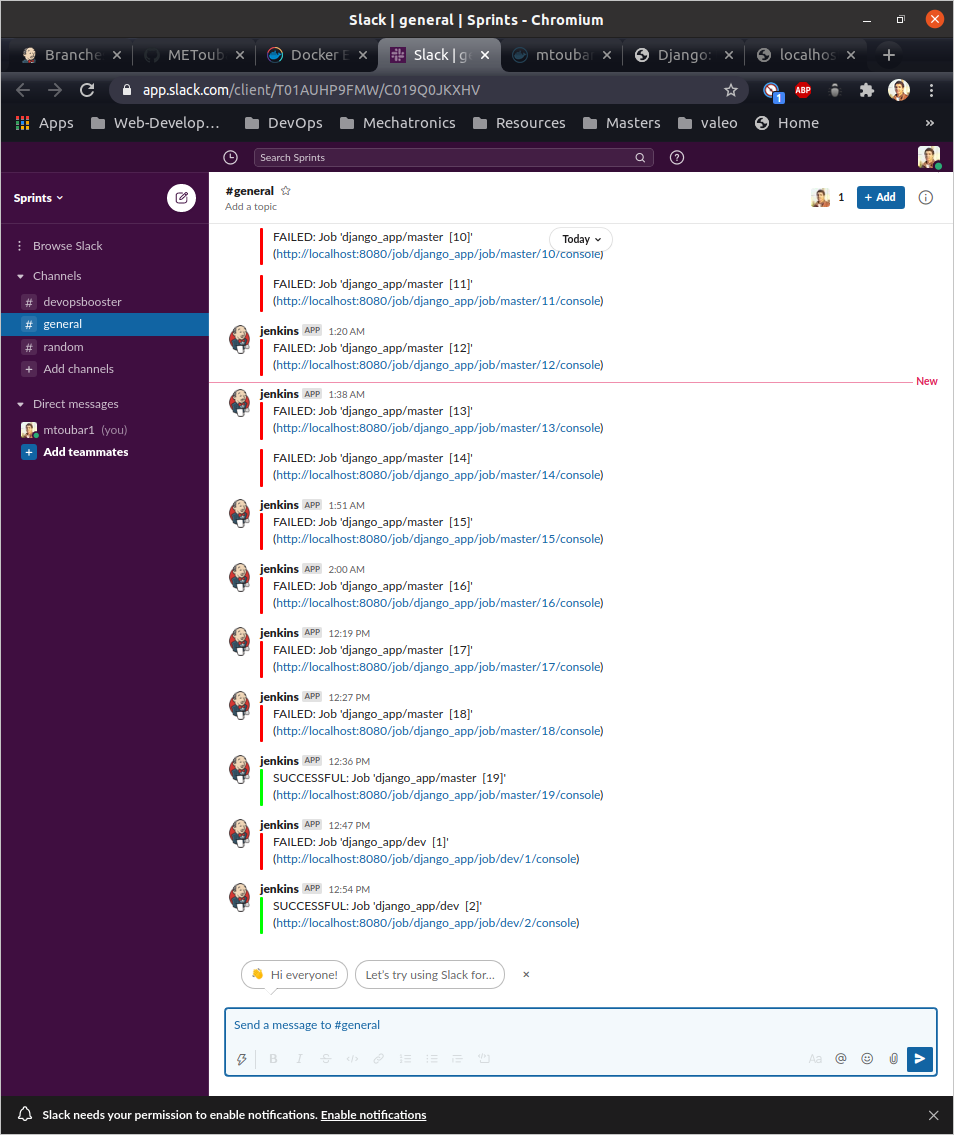 Slack | general | Sprints - Chromium
Branche
METoub
Docker E
Slack | ge
mtoubar
Django:
localhos
app.slack.com/client/T01AUHP9FMW/C019Q0JKXHV
1
ABP
Apps
Web-Develop...
DevOps
Mechatronics
Resources
Masters
valeo
Home
»
Search Sprints
Sprints
#general
Add a topic
1
+ Add
Browse Slack
Channels
# devopsbooster
# general
# random
+ Add channels
Direct messages
mtoubar1 (you)
+ Add teammates
Today
FAILED: Job 'django_app/master [10]'
(http://localhost:8080/job/django_app/job/master/10/console)
FAILED: Job 'django_app/master [11]'
(http://localhost:8080/job/django_app/job/master/11/console)
jenkins APP 1:20 AM
FAILED: Job 'django_app/master [12]'
(http://localhost:8080/job/django_app/job/master/12/console)
New
jenkins APP 1:38 AM
FAILED: Job 'django_app/master [13]'
(http://localhost:8080/job/django_app/job/master/13/console)
FAILED: Job 'django_app/master [14]'
(http://localhost:8080/job/django_app/job/master/14/console)
jenkins APP 1:51 AM
FAILED: Job 'django_app/master [15]'
(http://localhost:8080/job/django_app/job/master/15/console)
jenkins APP 2:00 AM
FAILED: Job 'django_app/master [16]'
(http://localhost:8080/job/django_app/job/master/16/console)
jenkins APP 12:19 PM
FAILED: Job 'django_app/master [17]'
(http://localhost:8080/job/django_app/job/master/17/console)
jenkins APP 12:27 PM
FAILED: Job 'django_app/master [18]'
(http://localhost:8080/job/django_app/job/master/18/console)
jenkins APP 12:36 PM
SUCCESSFUL: Job 'django_app/master [19]'
(http://localhost:8080/job/django_app/job/master/19/console)
jenkins APP 12:47 PM
FAILED: Job 'django_app/dev [1]'
(http://localhost:8080/job/django_app/job/dev/1/console)
jenkins APP 12:54 PM
SUCCESSFUL: Job 'django_app/dev [2]'
(http://localhost:8080/job/django_app/job/dev/2/console)
👋 Hi everyone!
Let's try using Slack for...
Send a message to #general
B I S </> Aa @
Slack needs your permission to enable notifications. Enable notifications